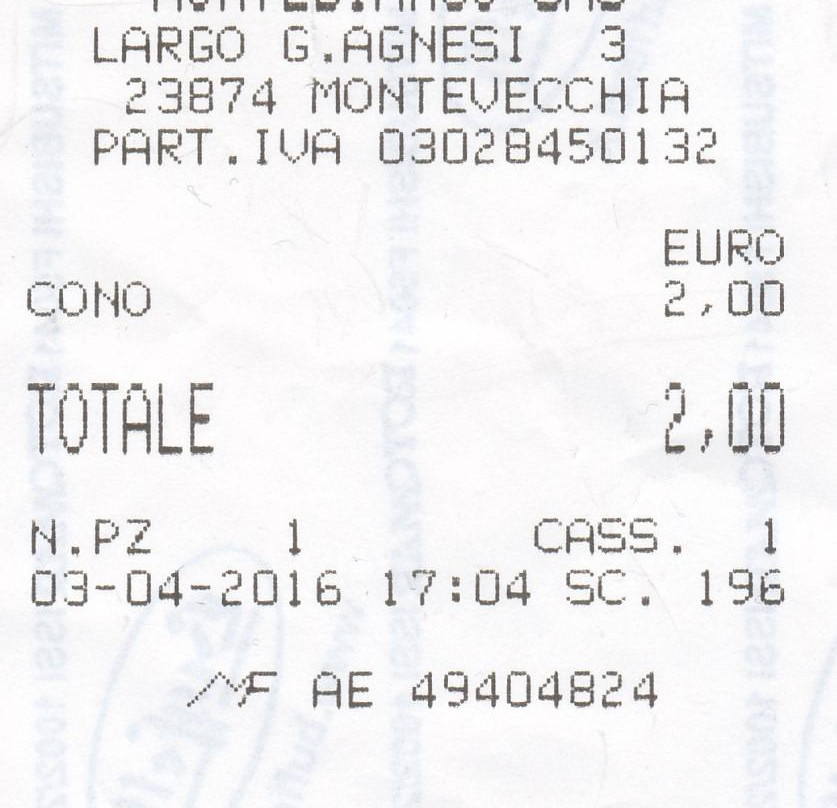 LARGO G.AGNESI 3
23874 MONTEVECCHIA
PART.IVA 03028450132
EURO
CONO 2,00
TOTALE 2,00
N.PZ 1 CASS. 1
03-04-2016 17:04 SC. 196
MF AE 49404824